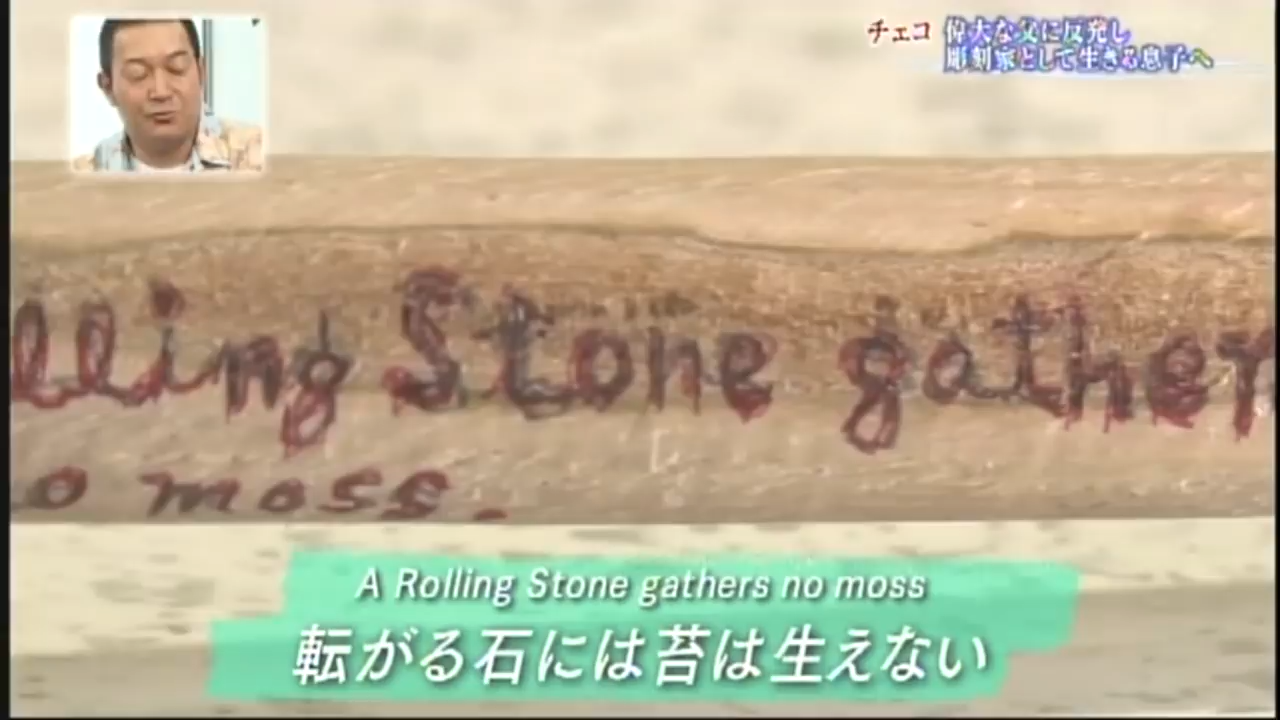 チェコ 偉大な父に反発し
彫刻家として生きる息子へ
lling Stone gather
o moss.
A Rolling Stone gathers no moss
転がる石には苔は生えない